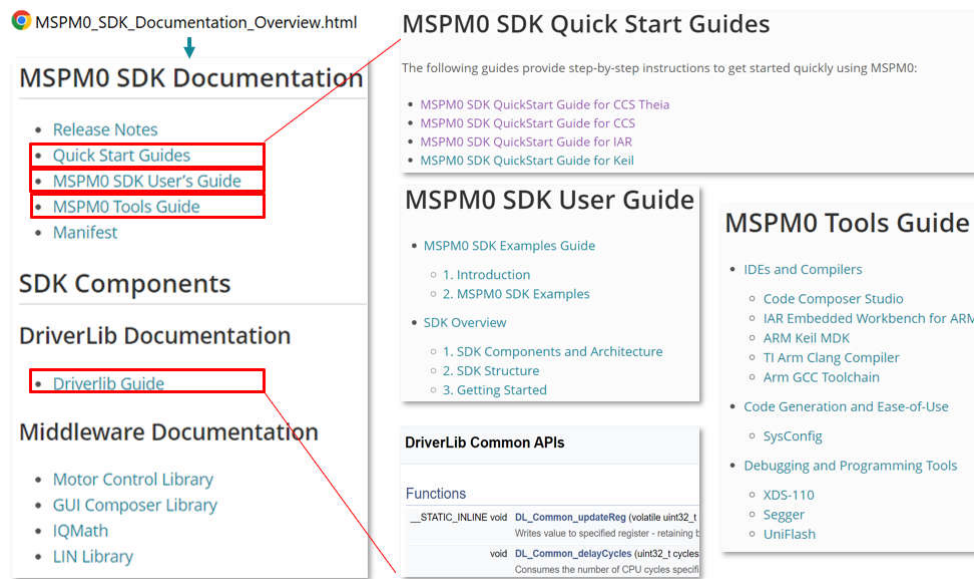 MSPM0_SDK_Documentation_Overview.html
MSPM0 SDK Documentation
Release Notes
Quick Start Guides
MSPM0 SDK User's Guide
MSPM0 Tools Guide
Manifest
SDK Components
DriverLib Documentation
Driverlib Guide
Middleware Documentation
Motor Control Library
GUI Composer Library
IQMath
LIN Library
MSPM0 SDK Quick Start Guides
The following guides provide step-by-step instructions to get started quickly using MSPM0:
MSPM0 SDK QuickStart Guide for CCS Theia
MSPM0 SDK QuickStart Guide for CCS
MSPM0 SDK QuickStart Guide for IAR
MSPM0 SDK QuickStart Guide for Keil
MSPM0 SDK User Guide
MSPM0 SDK Examples Guide
1. Introduction
2. MSPM0 SDK Examples
SDK Overview
1. SDK Components and Architecture
2. SDK Structure
3. Getting Started
DriverLib Common APIs
Functions
__STATIC_INLINE void DL_Common_updateReg (volatile uint32_t
Writes value to specified register - retaining
void DL_Common_delayCycles (uint32_t cycles
Consumes the number of CPU cycles specifi
MSPM0 Tools Guide
IDEs and Compilers
Code Composer Studio
IAR Embedded Workbench for ARM
ARM Keil MDK
TI Arm Clang Compiler
Arm GCC Toolchain
Code Generation and Ease-of-Use
SysConfig
Debugging and Programming Tools
XDS-110
Segger
UniFlash